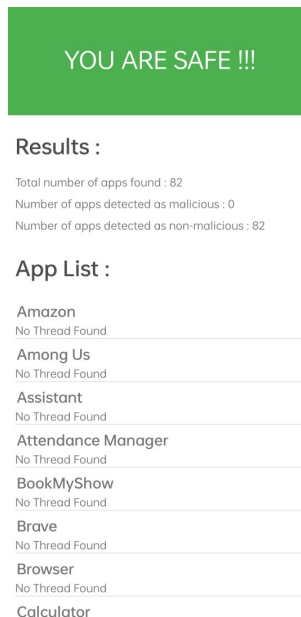 YOU ARE SAFE !!!
Results :
Total number of apps found : 82
Number of apps detected as malicious : 0
Number of apps detected as non-malicious : 82
App List :
Amazon
No Thread Found
Among Us
No Thread Found
Assistant
No Thread Found
Attendance Manager
No Thread Found
BookMyShow
No Thread Found
Brave
No Thread Found
Browser
No Thread Found
Calculator